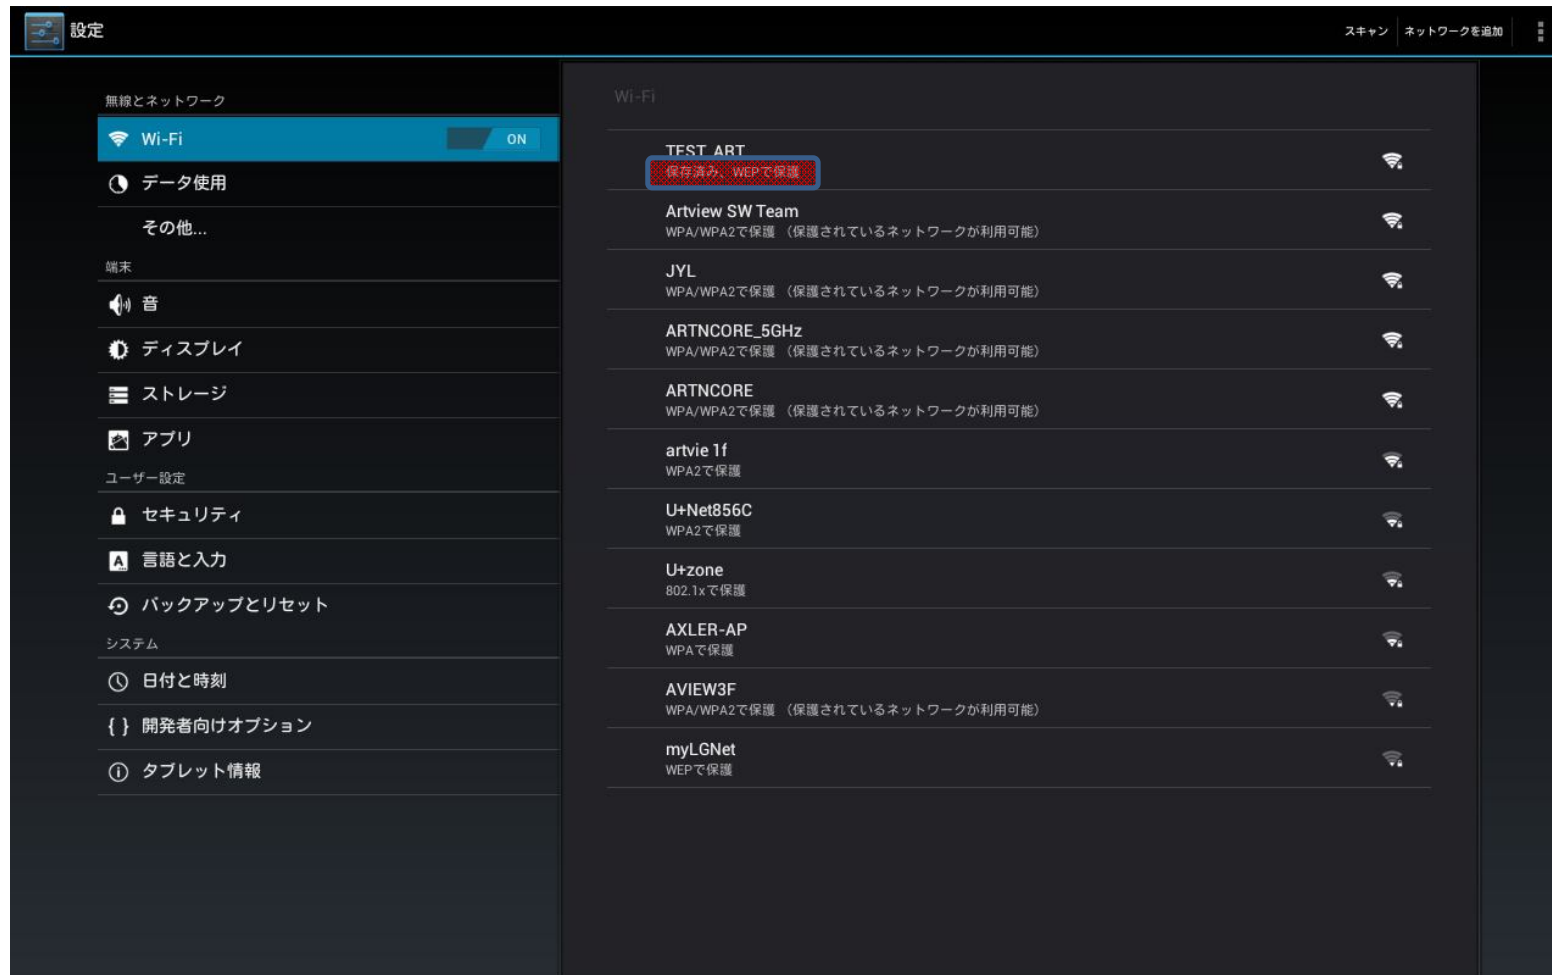 設定
スキャン
ネットワークを追加
無線とネットワーク
Wi-Fi
ON
データ使用
その他...
端末
音
ディスプレイ
ストレージ
アプリ
ユーザー設定
セキュリティ
言語と入力
バックアップとリセット
システム
日付と時刻
{ } 開発者向けオプション
タブレット情報
Wi-Fi
TEST_ART
保存済み、WEPで保護
Artview SW Team
WPA/WPA2で保護 （保護されているネットワークが利用可能）
JYL
WPA/WPA2で保護 （保護されているネットワークが利用可能）
ARTNCORE_5GHz
WPA/WPA2で保護 （保護されているネットワークが利用可能）
ARTNCORE
WPA/WPA2で保護 （保護されているネットワークが利用可能）
artvie 1f
WPA2で保護
U+Net856C
WPA2で保護
U+zone
802.1xで保護
AXLER-AP
WPAで保護
AVIEW3F
WPA/WPA2で保護 （保護されているネットワークが利用可能）
myLGNet
WEPで保護